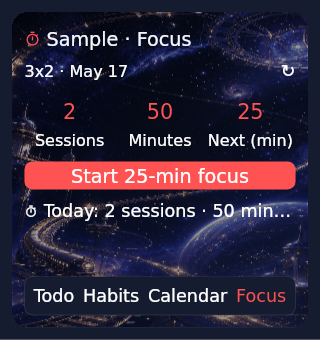 Sample · Focus
3x2 · May 17 ↻
2 50 25
Sessions Minutes Next (min)
Start 25-min focus
Today: 2 sessions · 50 min...
Todo Habits Calendar Focus